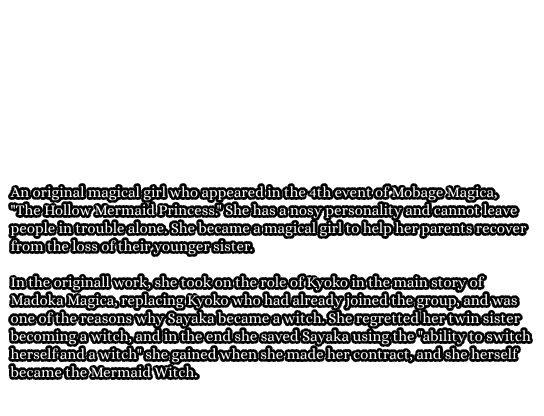 An original magical girl who appeared in the 4th event of Mobage Magica,
"The Hollow Mermaid Princess." She has a nosy personality and cannot leave
people in trouble alone. She became a magical girl to help her parents recover
from the loss of their younger sister.
In the originall work, she took on the role of Kyoko in the main story of
Madoka Magica, replacing Kyoko who had already joined the group, and was
one of the reasons why Sayaka became a witch. She regretted her twin sister
becoming a witch, and in the end she saved Sayaka using the "ability to switch
herself and a witch" she gained when she made her contract, and she herself
became the Mermaid Witch.